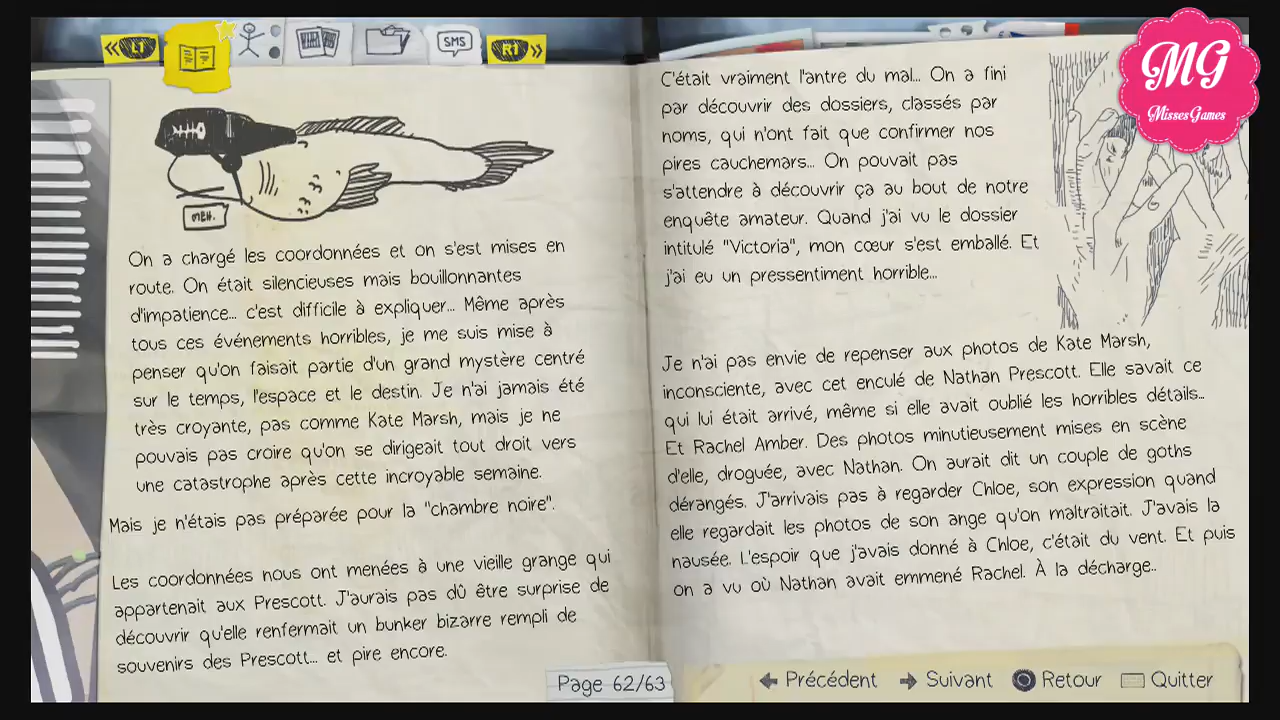 « L1
SMS
R1 »
MG
MissesGames
MEH.
On a chargé les coordonnées et on s'est mises en
route. On était silencieuses mais bouillonnantes
d'impatience... c'est difficile à expliquer... Même après
tous ces événements horribles, je me suis mise à
penser qu'on faisait partie d'un grand mystère centré
sur le temps, l'espace et le destin. Je n'ai jamais été
très croyante, pas comme Kate Marsh, mais je ne
pouvais pas croire qu'on se dirigeait tout droit vers
une catastrophe après cette incroyable semaine.
Mais je n'étais pas préparée pour la "chambre noire".
Les coordonnées nous ont menées à une vieille grange qui
appartenait aux Prescott. J'aurais pas dû être surprise de
découvrir qu'elle renfermait un bunker bizarre rempli de
souvenirs des Prescott... et pire encore.
C'était vraiment l'antre du mal... On a fini
par découvrir des dossiers, classés par
noms, qui n'ont fait que confirmer nos
pires cauchemars... On pouvait pas
s'attendre à découvrir ça au bout de notre
enquête amateur. Quand j'ai vu le dossier
intitulé "Victoria", mon cœur s'est emballé. Et
j'ai eu un pressentiment horrible...
Je n'ai pas envie de repenser aux photos de Kate Marsh,
inconsciente, avec cet enculé de Nathan Prescott. Elle savait ce
qui lui était arrivé, même si elle avait oublié les horribles détails...
Et Rachel Amber. Des photos minutieusement mises en scène
d'elle, droguée, avec Nathan. On aurait dit un couple de goths
dérangés. J'arrivais pas à regarder Chloe, son expression quand
elle regardait les photos de son ange qu'on maltraitait. J'avais la
nausée. L'espoir que j'avais donné à Chloe, c'était du vent. Et puis
on a vu où Nathan avait emmené Rachel. À la décharge...
Page 62/63
Précédent Suivant Retour Quitter